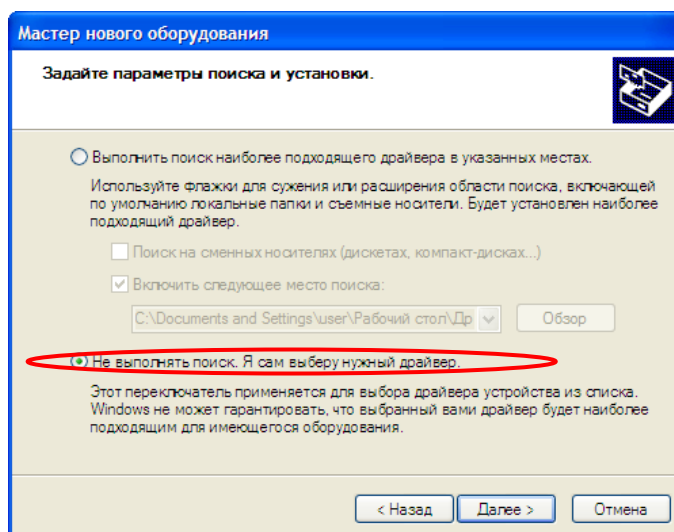 Мастер нового оборудования
Задайте параметры поиска и установки.
Выполнить поиск наиболее подходящего драйвера в указанных местах.
Используйте флажки для сужения или расширения области поиска, включающей
по умолчанию локальные папки и съемные носители. Будет установлен наиболее
подходящий драйвер.
Поиск на сменных носителях (дискетах, компакт-дисках...)
Включить следующее место поиска:
C:\Documents and Settings\user\Рабочий стол\Др
Обзор
Не выполнять поиск. Я сам выберу нужный драйвер.
Этот переключатель применяется для выбора драйвера устройства из списка.
Windows не может гарантировать, что выбранный вами драйвер будет наиболее
подходящим для имеющегося оборудования.
< Назад Далее > Отмена